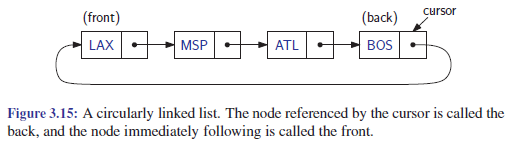 (front) (back) cursor
LAX MSP ATL BOS
Figure 3.15: A circularly linked list. The node referenced by the cursor is called the
back, and the node immediately following is called the front.